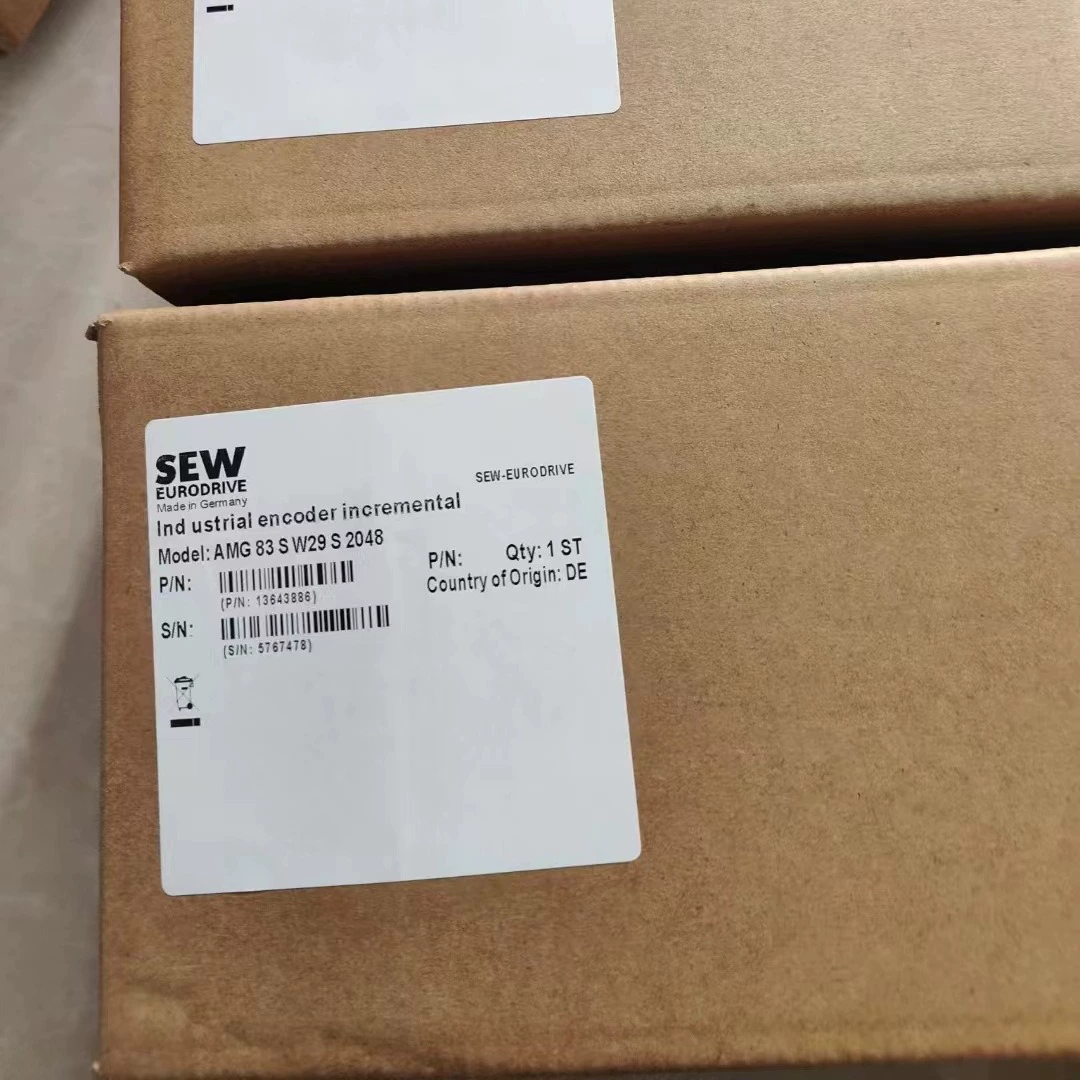 SEW
EURODRIVE
Made in Germany
SEW-EURODRIVE
Ind ustrial encoder incremental
Model: AMG 83 S W29 S 2048
P/N:
(P/N: 13643886)
P/N: Qty: 1 ST
Country of Origin: DE
S/N:
(S/N: 5767478)